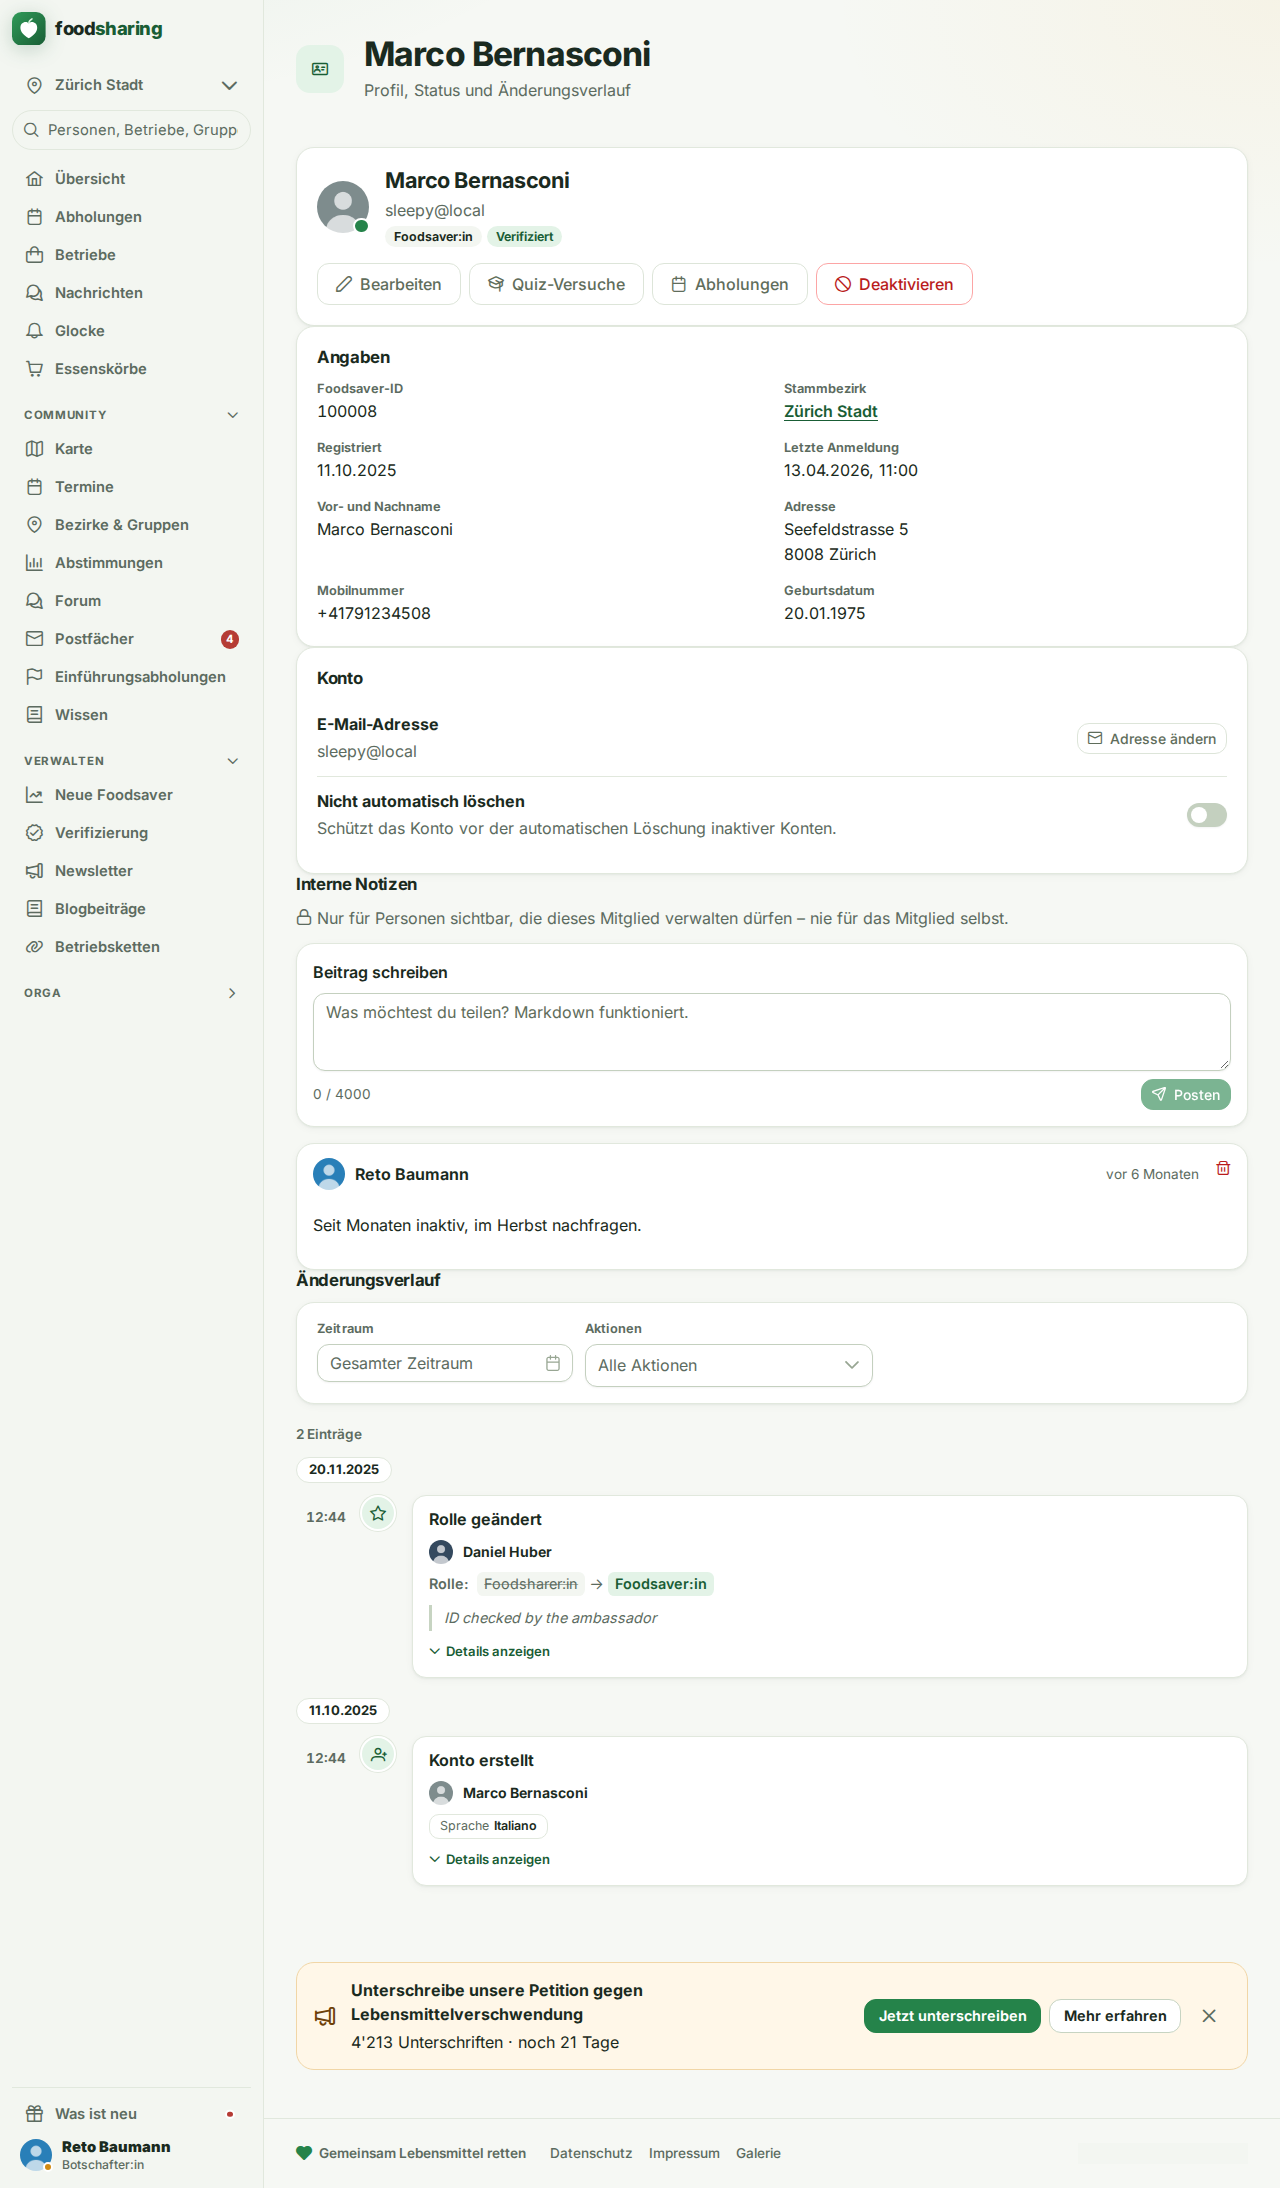 foodsharing
Zürich Stadt
Personen, Betriebe, Grupp
Übersicht
Abholungen
Betriebe
Nachrichten
Glocke
Essenskörbe
COMMUNITY
Karte
Termine
Bezirke & Gruppen
Abstimmungen
Forum
Postfächer 4
Einführungsabholungen
Wissen
VERWALTEN
Neue Foodsaver
Verifizierung
Newsletter
Blogbeiträge
Betriebsketten
ORGA
Was ist neu
Reto Baumann
Botschafter:in
Marco Bernasconi
Profil, Status und Änderungsverlauf
Marco Bernasconi
sleepy@local
Foodsaver:in Verifiziert
Bearbeiten Quiz-Versuche Abholungen Deaktivieren
Angaben
Foodsaver-ID Stammbezirk
100008 Zürich Stadt
Registriert Letzte Anmeldung
11.10.2025 13.04.2026, 11:00
Vor- und Nachname Adresse
Marco Bernasconi Seefeldstrasse 5
8008 Zürich
Mobilnummer Geburtsdatum
+41791234508 20.01.1975
Konto
E-Mail-Adresse
sleepy@local
Adresse ändern
Nicht automatisch löschen
Schützt das Konto vor der automatischen Löschung inaktiver Konten.
Interne Notizen
Nur für Personen sichtbar, die dieses Mitglied verwalten dürfen – nie für das Mitglied selbst.
Beitrag schreiben
Was möchtest du teilen? Markdown funktioniert.
0 / 4000 Posten
Reto Baumann vor 6 Monaten
Seit Monaten inaktiv, im Herbst nachfragen.
Änderungsverlauf
Zeitraum Aktionen
Gesamter Zeitraum Alle Aktionen
2 Einträge
20.11.2025
12:44 Rolle geändert
Daniel Huber
Rolle: Foodsharer:in → Foodsaver:in
ID checked by the ambassador
Details anzeigen
11.10.2025
12:44 Konto erstellt
Marco Bernasconi
Sprache Italiano
Details anzeigen
Unterschreibe unsere Petition gegen
Lebensmittelverschwendung
4'213 Unterschriften · noch 21 Tage
Jetzt unterschreiben Mehr erfahren
Gemeinsam Lebensmittel retten Datenschutz Impressum Galerie